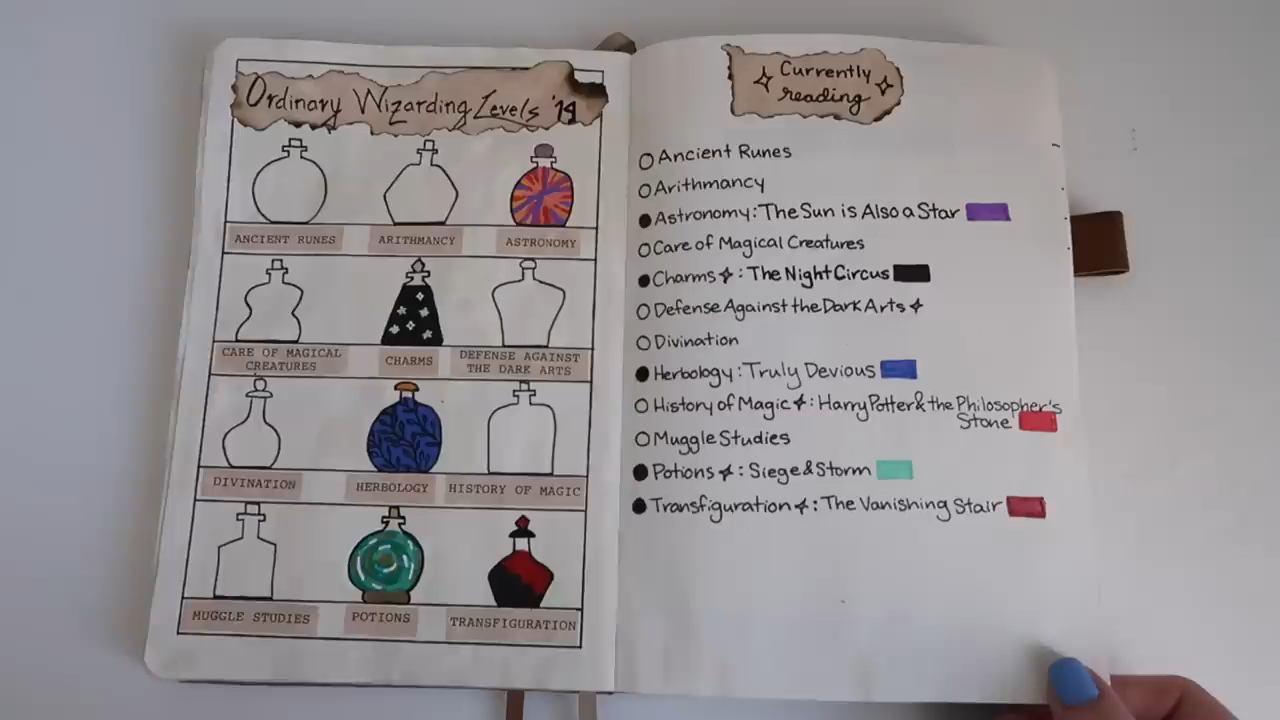 Ordinary Wizarding Levels '19
ANCIENT RUNES
ARITHMANCY
ASTRONOMY
CARE OF MAGICAL
CREATURES
CHARMS
DEFENSE AGAINST
THE DARK ARTS
DIVINATION
HERBOLOGY
HISTORY OF MAGIC
MUGGLE STUDIES
POTIONS
TRANSFIGURATION
Currently
reading
Ancient Runes
Arithmancy
Astronomy: The Sun is Also a Star
Care of Magical Creatures
Charms: The Night Circus
Defense Against the Dark Arts
Divination
Herbology: Truly Devious
History of Magic: Harry Potter & the Philosopher's
Stone
Muggle Studies
Potions: Siege & Storm
Transfiguration: The Vanishing Stair